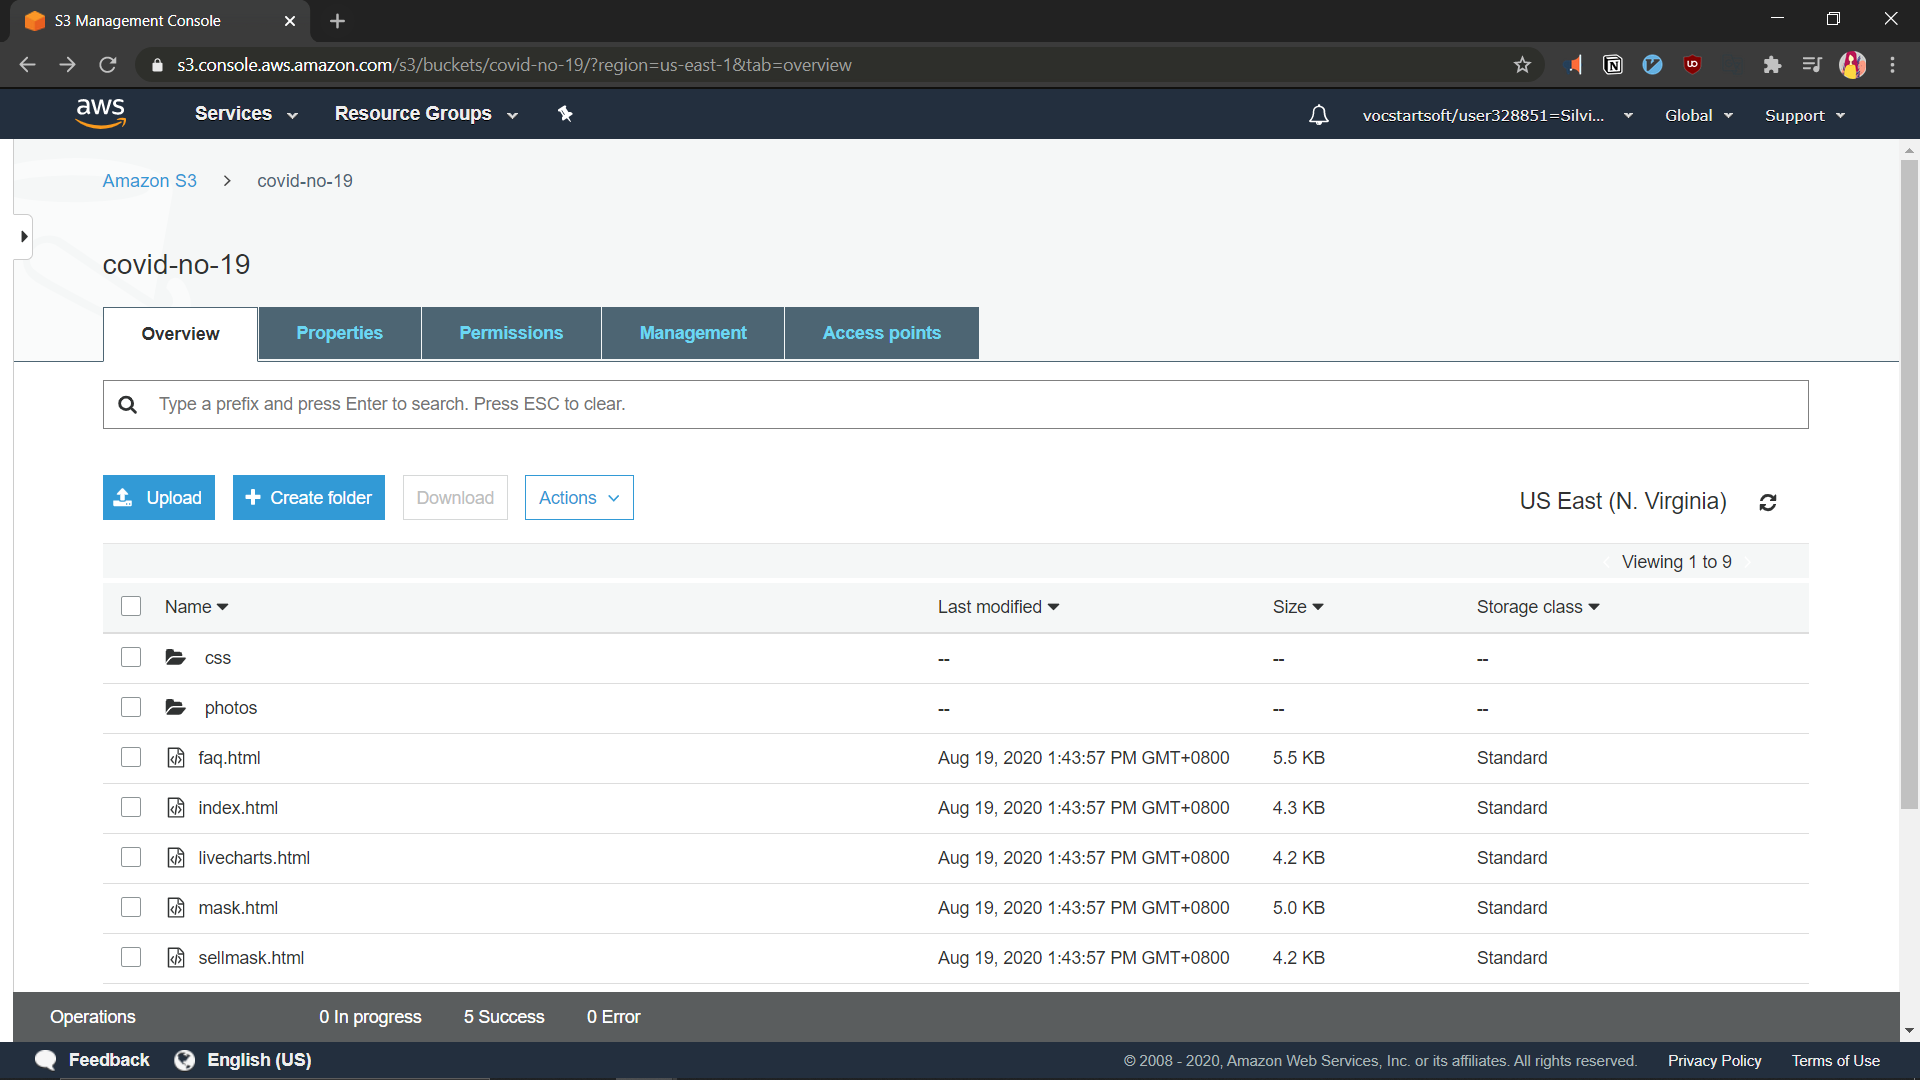 S3 Management Console
s3.console.aws.amazon.com/s3/buckets/covid-no-19/?region=us-east-1&tab=overview
aws Services Resource Groups vocstartsoft/user328851=Silvi... Global Support
Amazon S3 > covid-no-19
covid-no-19
Overview Properties Permissions Management Access points
Type a prefix and press Enter to search. Press ESC to clear.
Upload + Create folder Download Actions US East (N. Virginia)
Viewing 1 to 9
Name Last modified Size Storage class
css -- -- --
photos -- -- --
faq.html Aug 19, 2020 1:43:57 PM GMT+0800 5.5 KB Standard
index.html Aug 19, 2020 1:43:57 PM GMT+0800 4.3 KB Standard
livecharts.html Aug 19, 2020 1:43:57 PM GMT+0800 4.2 KB Standard
mask.html Aug 19, 2020 1:43:57 PM GMT+0800 5.0 KB Standard
sellmask.html Aug 19, 2020 1:43:57 PM GMT+0800 4.2 KB Standard
Operations 0 In progress 5 Success 0 Error
Feedback English (US) © 2008 - 2020, Amazon Web Services, Inc. or its affiliates. All rights reserved. Privacy Policy Terms of Use